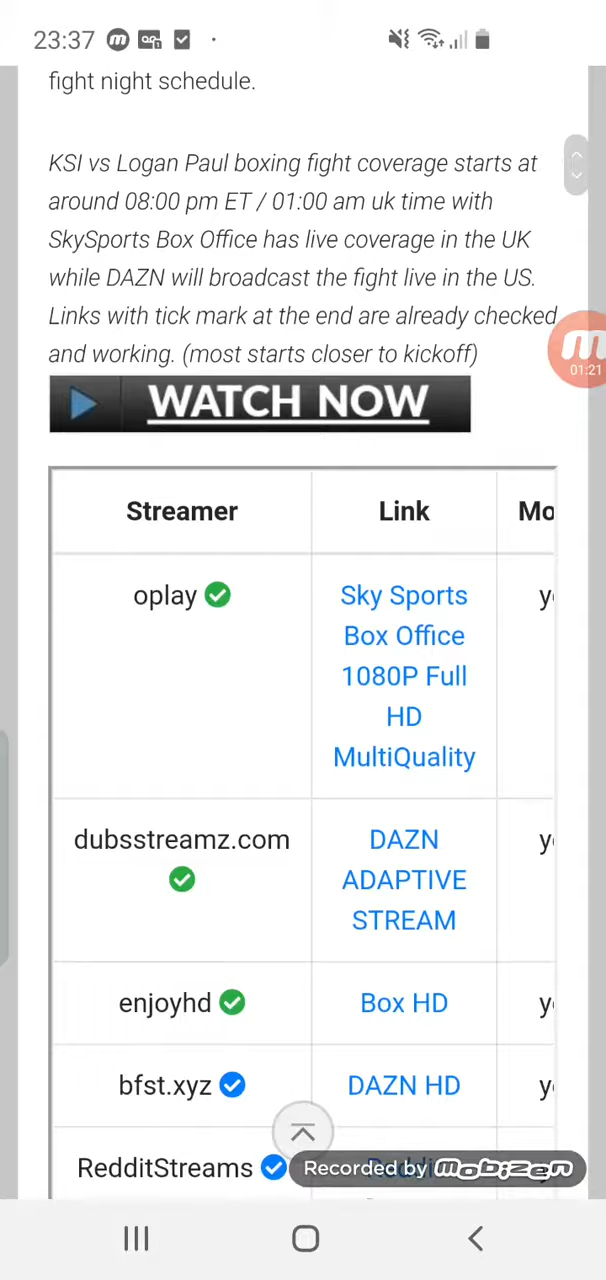 23:37
fight night schedule.
KSI vs Logan Paul boxing fight coverage starts at
around 08:00 pm ET / 01:00 am uk time with
SkySports Box Office has live coverage in the UK
while DAZN will broadcast the fight live in the US.
Links with tick mark at the end are already checked
and working. (most starts closer to kickoff)
01:21
WATCH NOW
Streamer Link Mo
oplay Sky Sports
Box Office
1080P Full
HD
MultiQuality
dubsstreamz.com DAZN
ADAPTIVE
STREAM
enjoyhd Box HD
bfst.xyz DAZN HD
RedditStreams
Recorded by mobizen